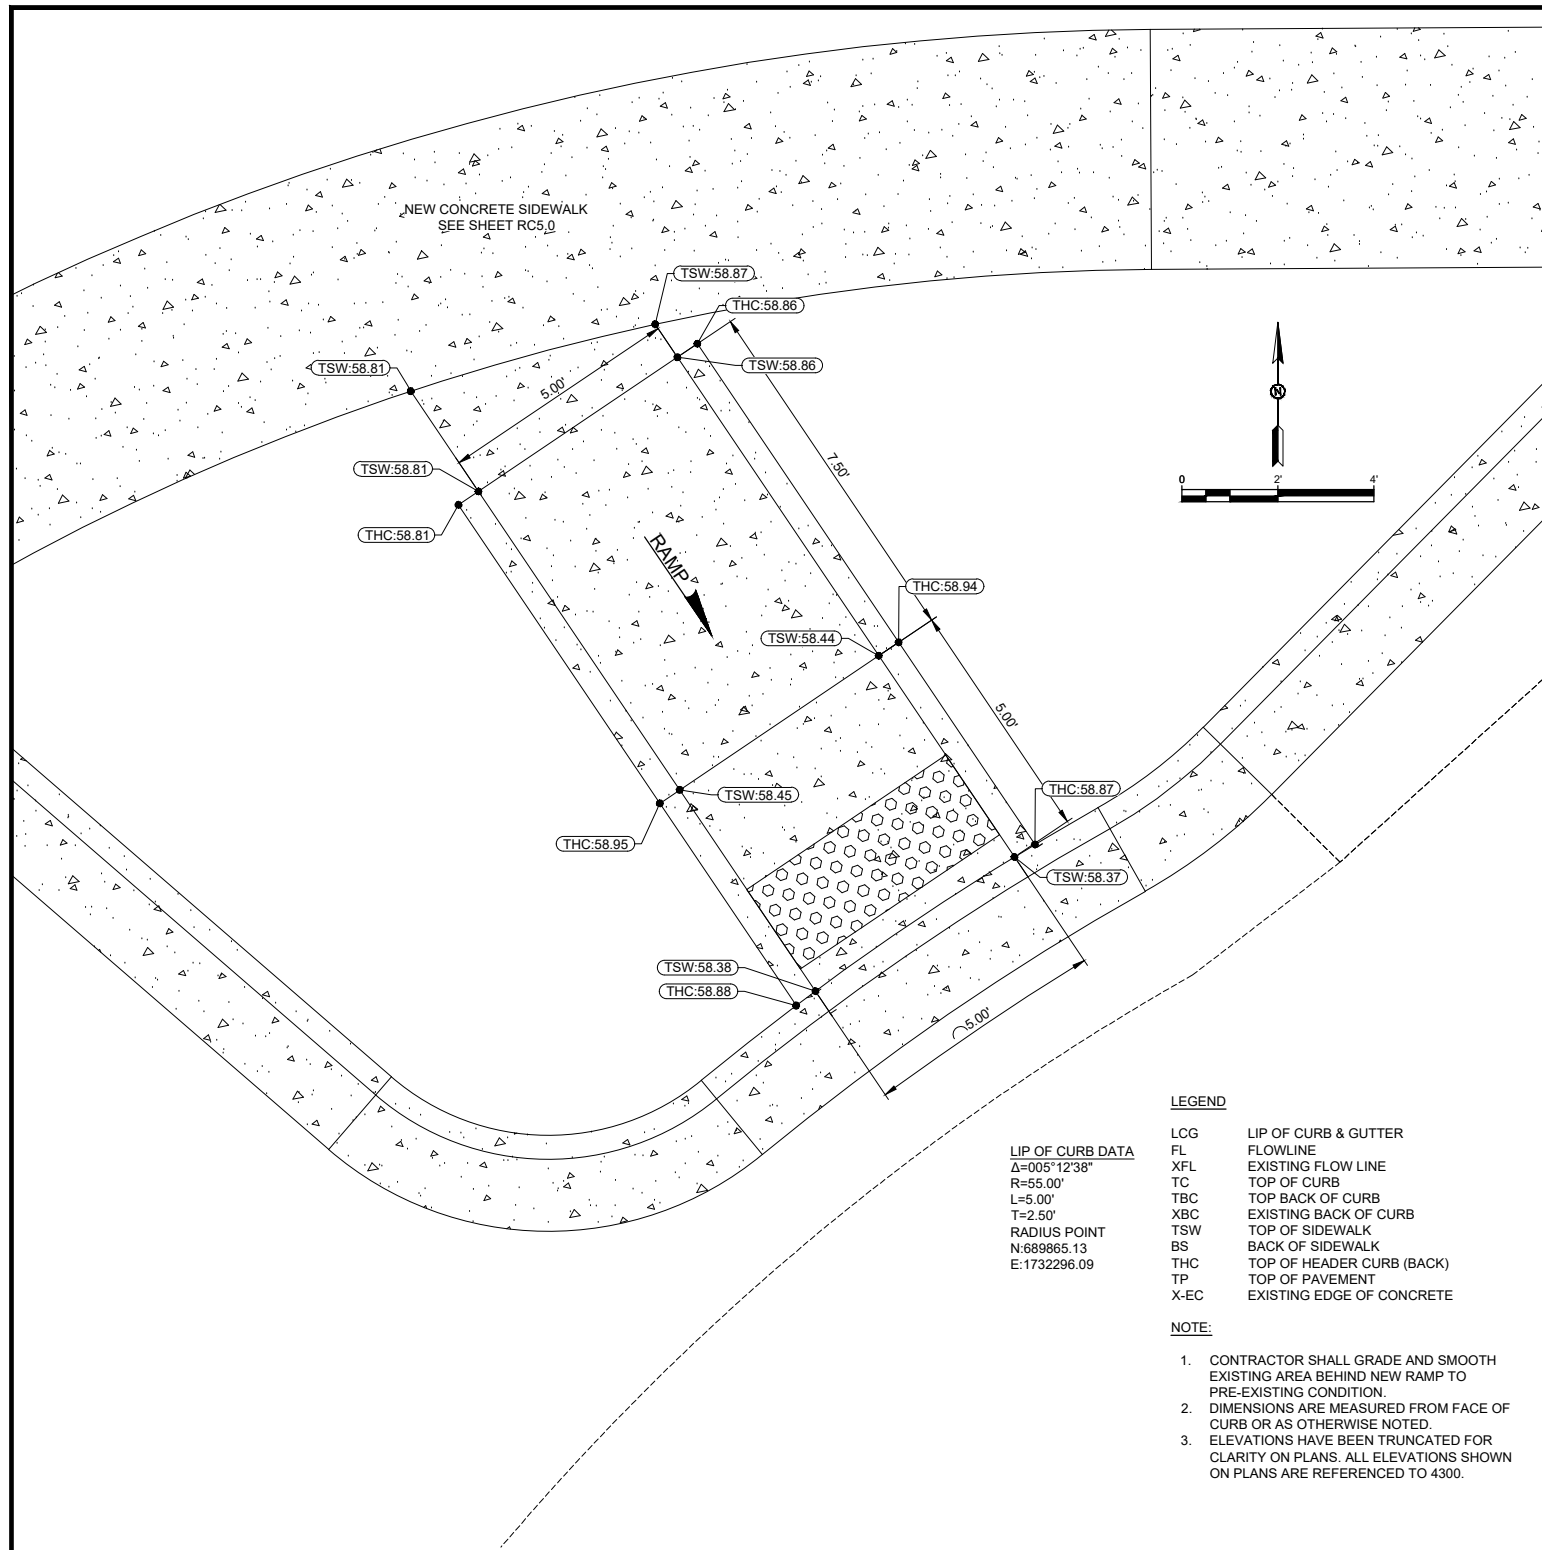 NEW CONCRETE SIDEWALK
SEE SHEET RC5.0
TSW:58.87
THC:58.86
TSW:58.81
TSW:58.86
5.00'
7.50'
TSW:58.81
THC:58.81
N
0 2' 4'
RAMP
THC:58.94
TSW:58.44
5.00'
TSW:58.45
THC:58.87
THC:58.95
TSW:58.37
TSW:58.38
THC:58.88
5.00'
LIP OF CURB DATA
Δ=005°12'38"
R=55.00'
L=5.00'
T=2.50'
RADIUS POINT
N:689865.13
E:1732296.09
LEGEND
LCG LIP OF CURB & GUTTER
FL FLOWLINE
XFL EXISTING FLOW LINE
TC TOP OF CURB
TBC TOP BACK OF CURB
XBC EXISTING BACK OF CURB
TSW TOP OF SIDEWALK
BS BACK OF SIDEWALK
THC TOP OF HEADER CURB (BACK)
TP TOP OF PAVEMENT
X-EC EXISTING EDGE OF CONCRETE
NOTE:
1. CONTRACTOR SHALL GRADE AND SMOOTH
EXISTING AREA BEHIND NEW RAMP TO
PRE-EXISTING CONDITION.
2. DIMENSIONS ARE MEASURED FROM FACE OF
CURB OR AS OTHERWISE NOTED.
3. ELEVATIONS HAVE BEEN TRUNCATED FOR
CLARITY ON PLANS. ALL ELEVATIONS SHOWN
ON PLANS ARE REFERENCED TO 4300.